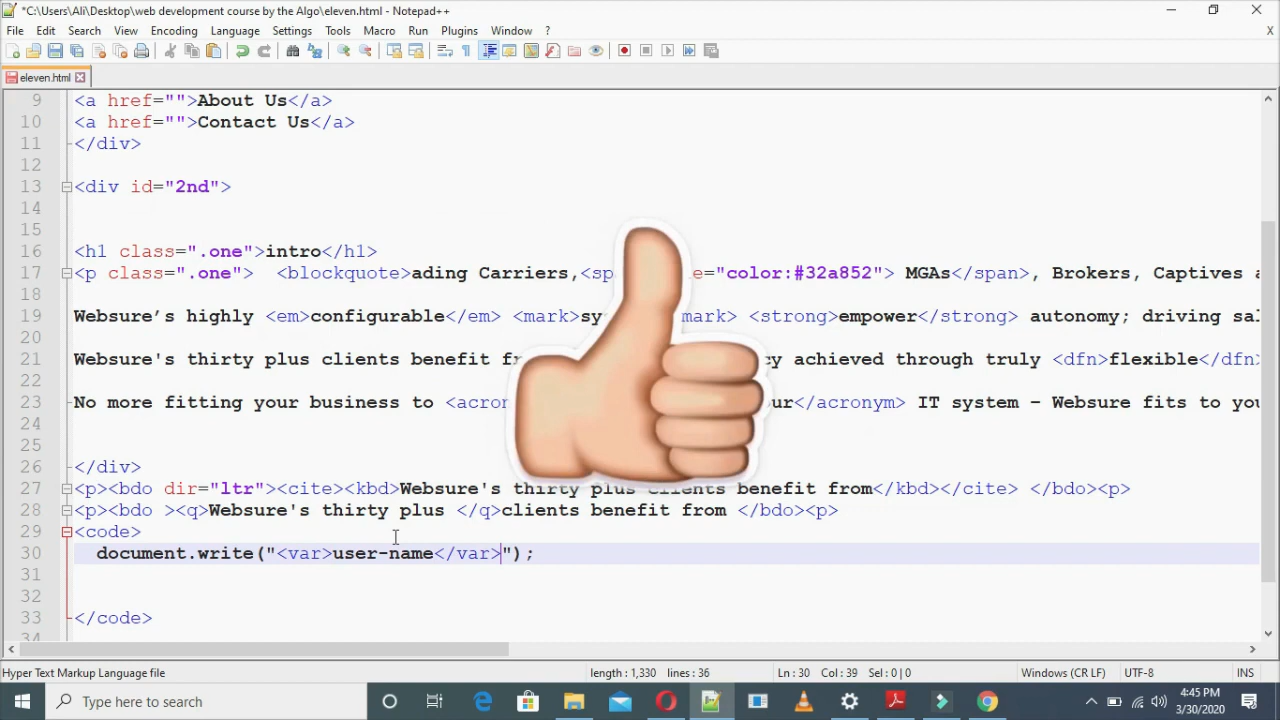 *C:\Users\Ali\Desktop\web development course by the Algo\eleven.html - Notepad++
File Edit Search View Encoding Language Settings Tools Macro Run Plugins Window ? X
eleven.html
9 <a href="">About Us</a>
10 <a href="">Contact Us</a>
11 </div>
12
13 <div id="2nd">
14
15
16 <h1 class=".one">intro</h1>
17 <p class=".one"> <blockquote>ading Carriers,<sp e="color:#32a852"> MGAs</span>, Brokers, Captives a
18
19 Websure’s highly <em>configurable</em> <mark>sy mark> <strong>empower</strong> autonomy; driving sal
20
21 Websure's thirty plus clients benefit fr y achieved through truly <dfn>flexible</dfn>
22
23 No more fitting your business to <acron ur</acronym> IT system – Websure fits to you
24
25
26 </div>
27 <p><bdo dir="ltr"><cite><kbd>Websure's thirty plus clients benefit from</kbd></cite> </bdo><p>
28 <p><bdo ><q>Websure's thirty plus </q>clients benefit from </bdo><p>
29 <code>
30 document.write("<var>user-name</var>");
31
32
33 </code>
34
Hyper Text Markup Language file length : 1,330 lines : 36 Ln : 30 Col : 39 Sel : 0 | 0 Windows (CR LF) UTF-8 INS
Type here to search
4:45 PM
3/30/2020